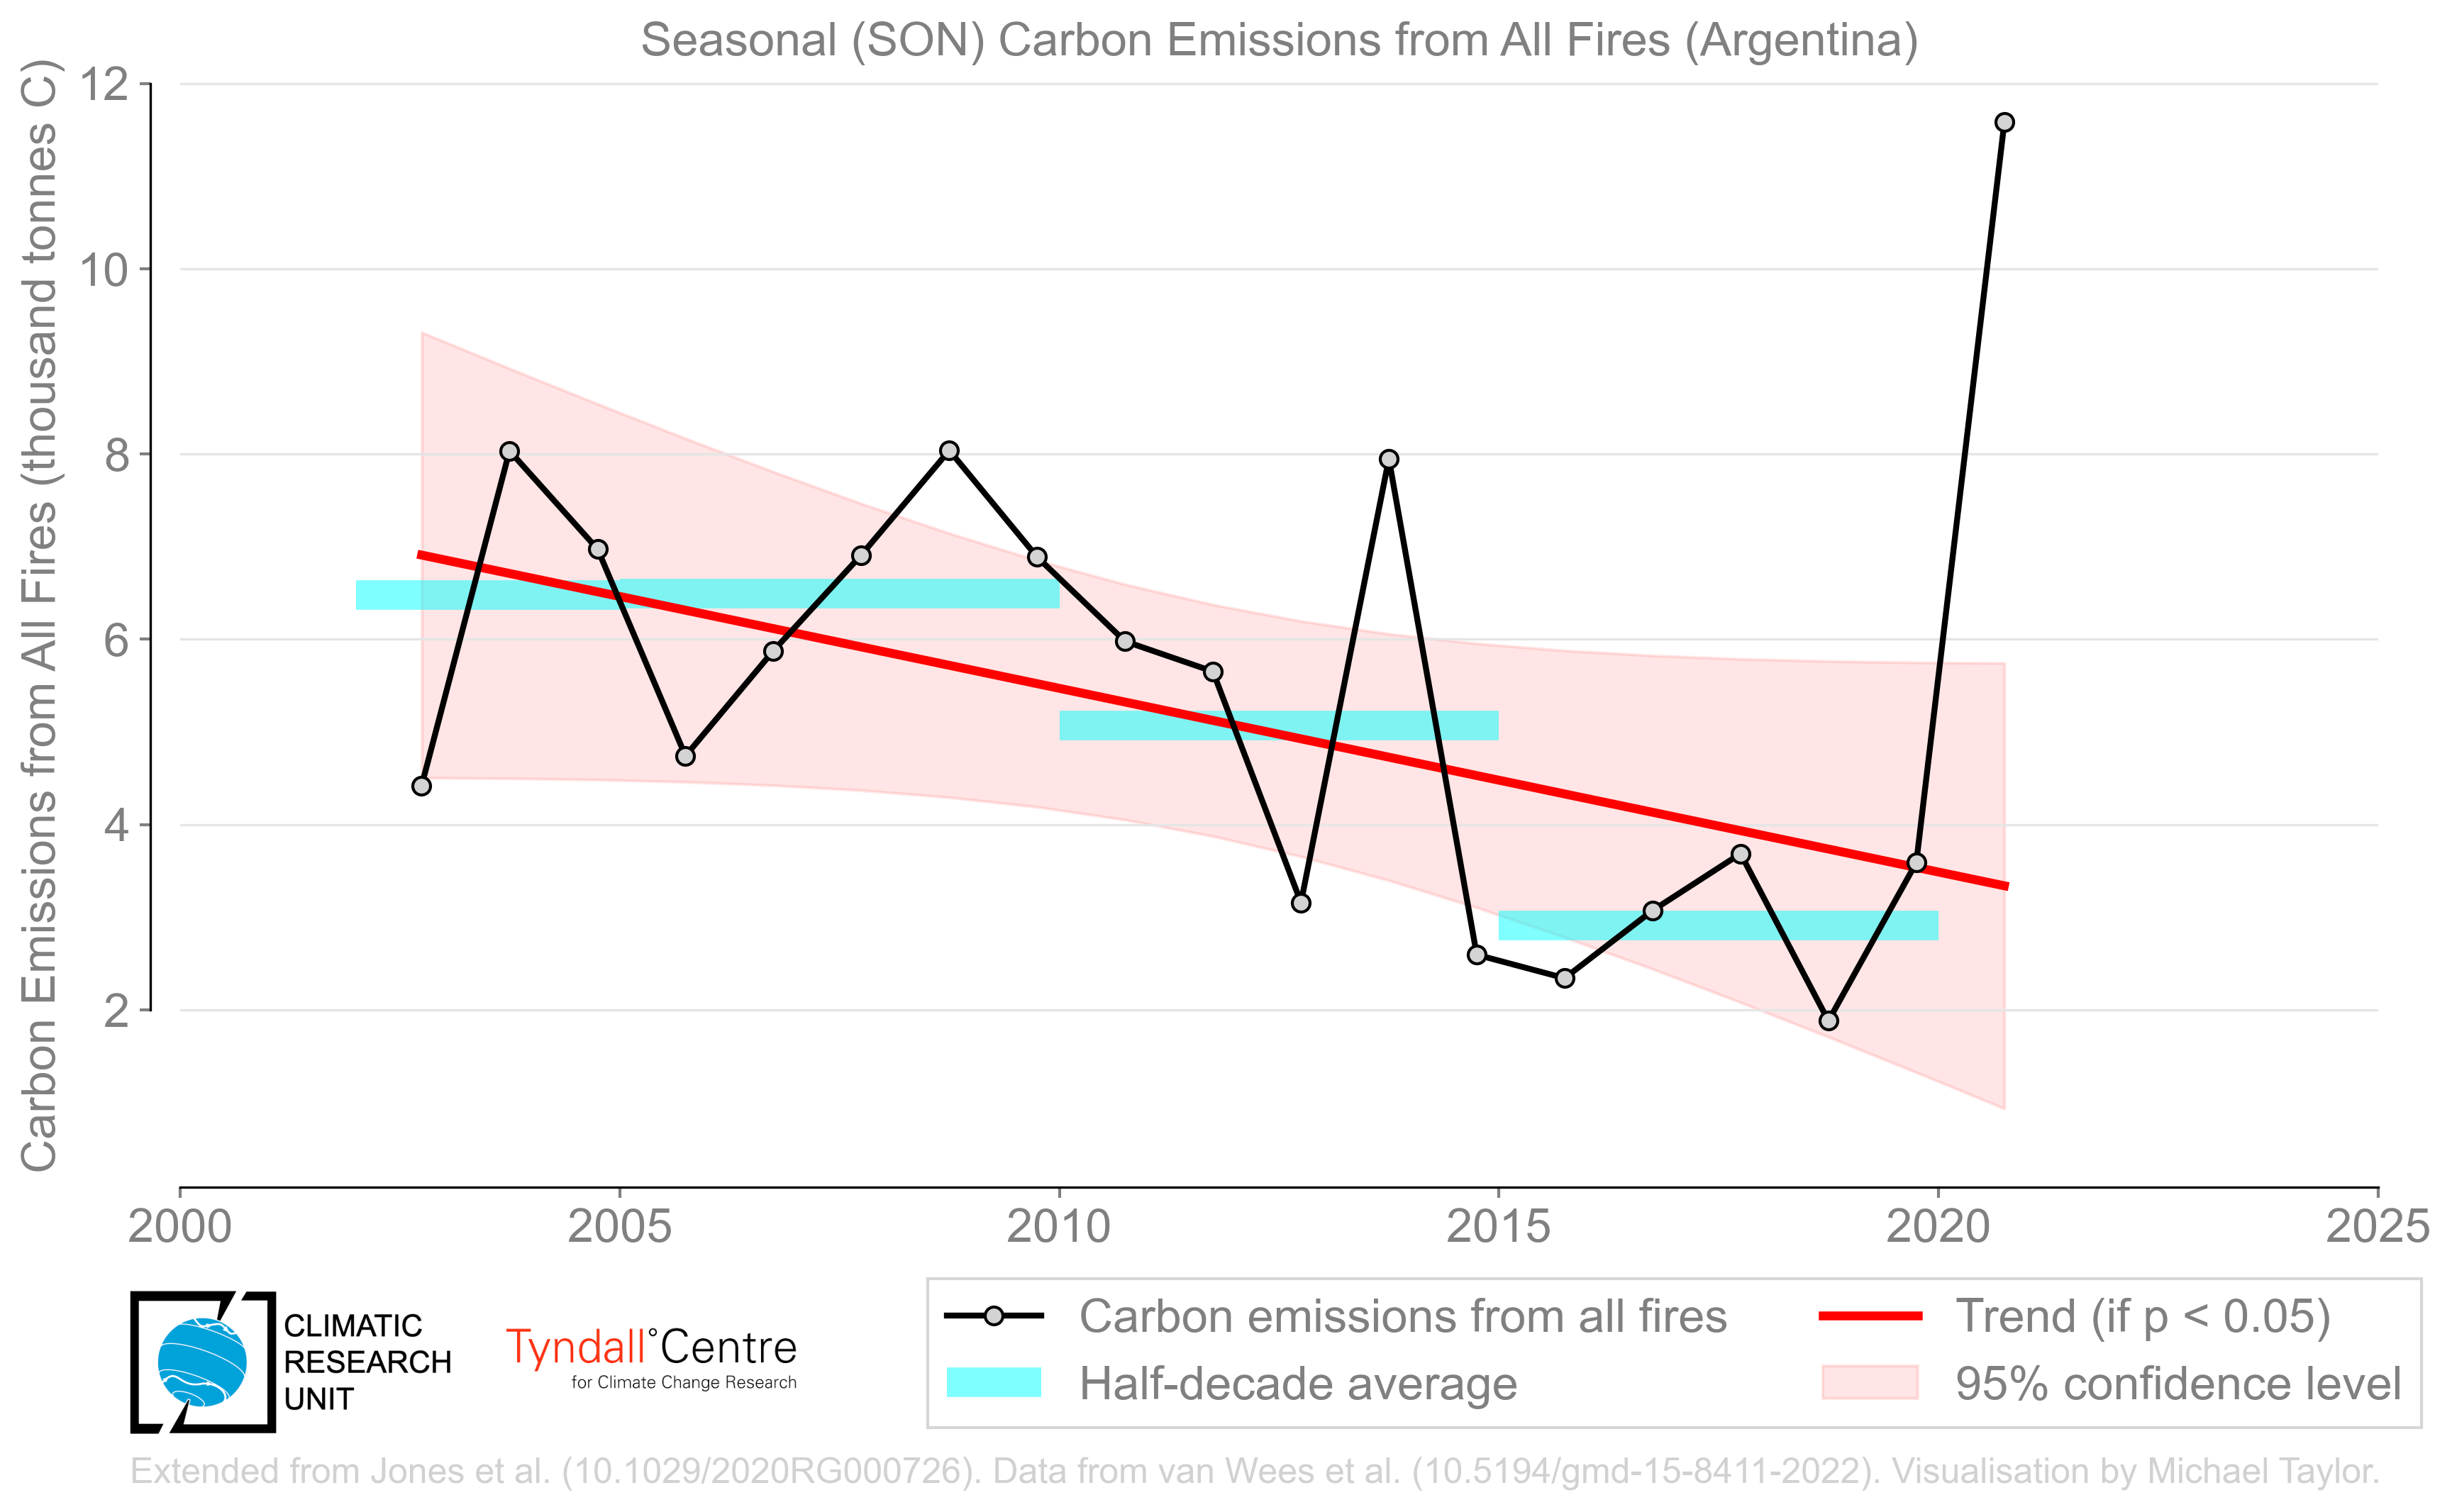 Seasonal (SON) Carbon Emissions from All Fires (Argentina)
Carbon Emissions from All Fires (thousand tonnes C)
12
10
8
6
4
2
2000
2005
2010
2015
2020
2025
CLIMATIC
RESEARCH
UNIT
Tyndall°Centre
for Climate Change Research
Carbon emissions from all fires
Half-decade average
Trend (if p < 0.05)
95% confidence level
Extended from Jones et al. (10.1029/2020RG000726). Data from van Wees et al. (10.5194/gmd-15-8411-2022). Visualisation by Michael Taylor.